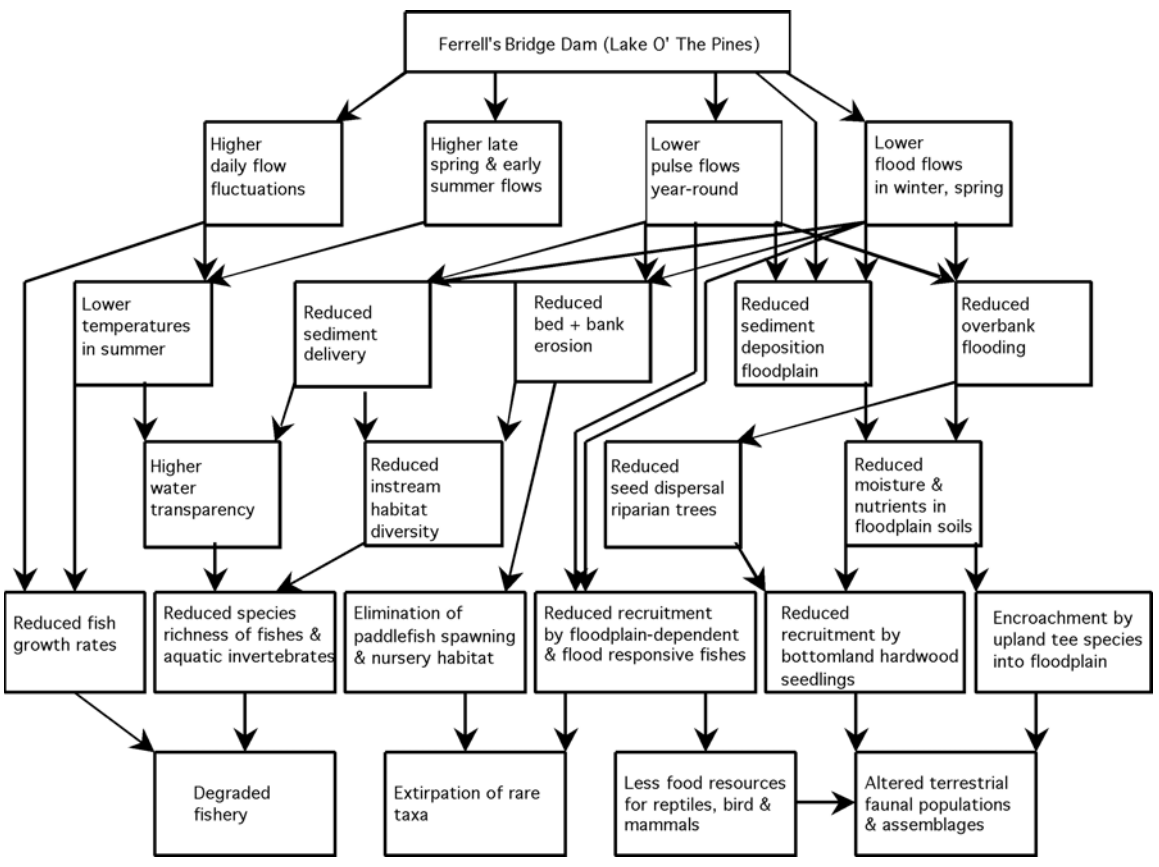 Ferrell's Bridge Dam (Lake O' The Pines)
Higher
daily flow
fluctuations
Higher late
spring & early
summer flows
Lower
pulse flows
year-round
Lower
flood flows
in winter, spring
Lower
temperatures
in summer
Reduced
sediment
delivery
Reduced
bed + bank
erosion
Reduced
sediment
deposition
floodplain
Reduced
overbank
flooding
Higher
water
transparency
Reduced
instream
habitat
diversity
Reduced
seed dispersal
riparian trees
Reduced
moisture &
nutrients in
floodplain soils
Reduced fish
growth rates
Reduced species
richness of fishes &
aquatic invertebrates
Elimination of
paddlefish spawning
& nursery habitat
Reduced recruitment
by floodplain-dependent
& flood responsive fishes
Reduced
recruitment by
bottomland hardwood
seedlings
Encroachment by
upland tee species
into floodplain
Degraded
fishery
Extirpation of rare
taxa
Less food resources
for reptiles, bird &
mammals
Altered terrestrial
faunal populations
& assemblages